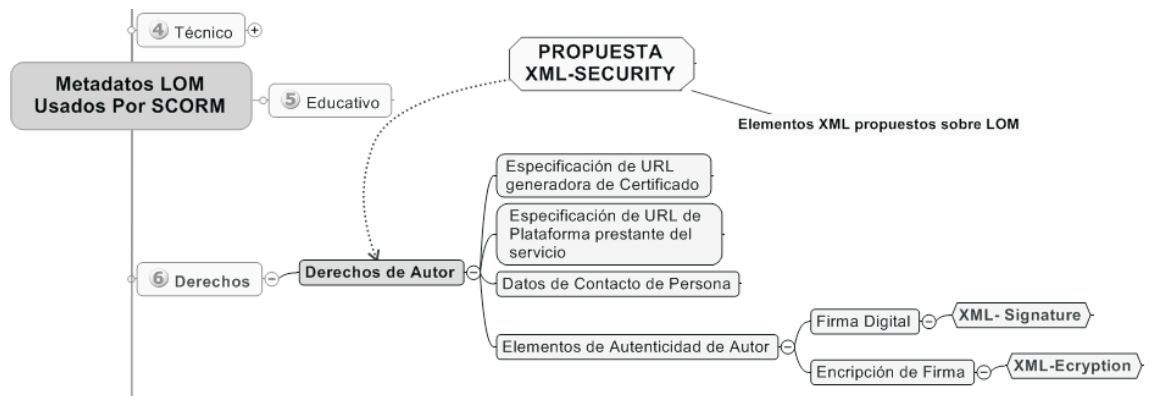 4 Técnico
Metadatos LOM
Usados Por SCORM
5 Educativo
PROPUESTA
XML-SECURITY
Elementos XML propuestos sobre LOM
Especificación de URL
generadora de Certificado
Especificación de URL de
Plataforma prestante del
servicio
6 Derechos
Derechos de Autor
Datos de Contacto de Persona
Elementos de Autenticidad de Autor
Firma Digital
XML- Signature
Encripción de Firma
XML-Ecryption